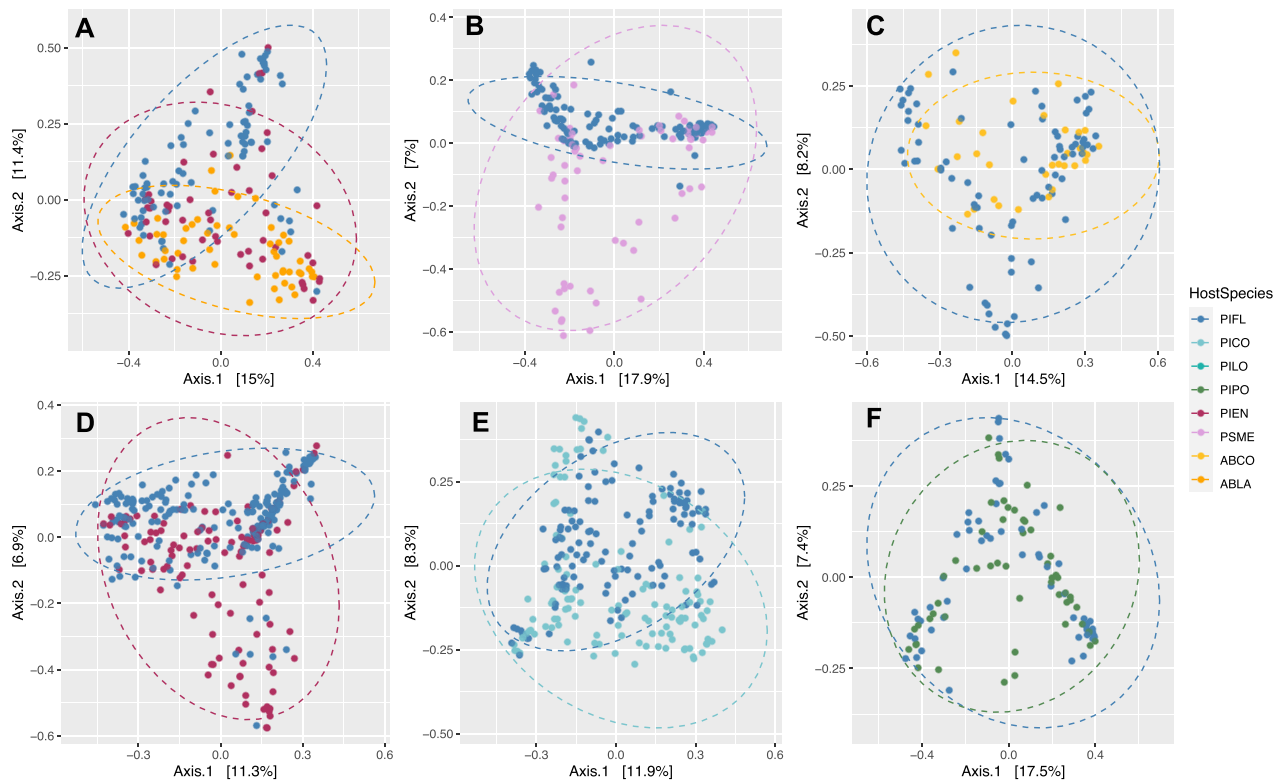 A
0.50
0.25
0.00
−0.25
Axis.2 [11.4%]
−0.4
0.0
0.4
Axis.1 [15%]
B
0.4
0.2
0.0
−0.2
−0.4
−0.6
Axis.2 [7%]
−0.4
0.0
0.4
Axis.1 [17.9%]
C
0.25
0.00
−0.25
−0.50
Axis.2 [8.2%]
−0.6
−0.3
0.0
0.3
0.6
Axis.1 [14.5%]
HostSpecies
PIFL
PICO
PILO
PIPO
PIEN
PSME
ABCO
ABLA
D
0.4
0.2
0.0
−0.2
−0.4
−0.6
Axis.2 [6.9%]
−0.3
0.0
0.3
0.6
Axis.1 [11.3%]
E
0.25
0.00
−0.25
−0.50
Axis.2 [8.3%]
−0.3
0.0
0.3
0.6
Axis.1 [11.9%]
F
0.25
0.00
−0.25
Axis.2 [7.4%]
−0.4
0.0
0.4
Axis.1 [17.5%]